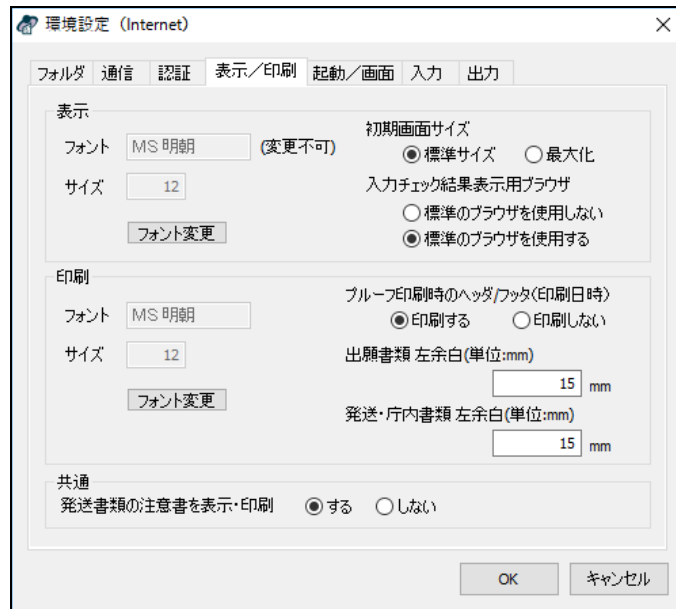 環境設定（Internet）
フォルダ 通信 認証 表示／印刷 起動／画面 入力 出力
表示
フォント MS 明朝 (変更不可)
サイズ 12
フォント変更
初期画面サイズ
標準サイズ 最大化
入力チェック結果表示用ブラウザ
標準のブラウザを使用しない
標準のブラウザを使用する
印刷
フォント MS 明朝
サイズ 12
フォント変更
プルーフ印刷時のヘッダ/フッタ(印刷日時)
印刷する 印刷しない
出願書類 左余白(単位:mm)
15 mm
発送・庁内書類 左余白(単位:mm)
15 mm
共通
発送書類の注意書を表示・印刷 する しない
OK キャンセル